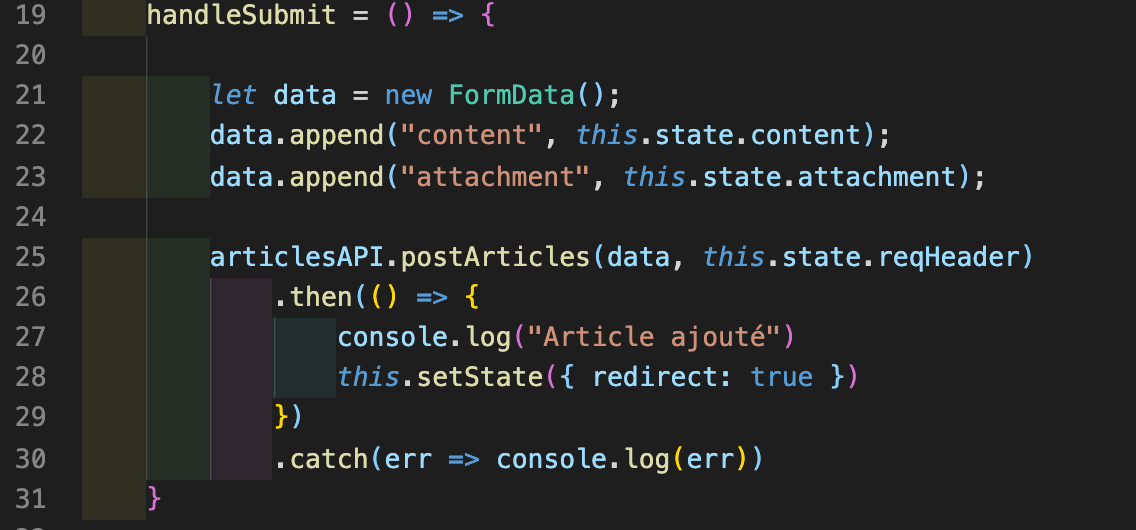 19 handleSubmit = () => {
20
21 let data = new FormData();
22 data.append("content", this.state.content);
23 data.append("attachment", this.state.attachment);
24
25 articlesAPI.postArticles(data, this.state.reqHeader)
26 .then(() => {
27 console.log("Article ajouté")
28 this.setState({ redirect: true })
29 })
30 .catch(err => console.log(err))
31 }